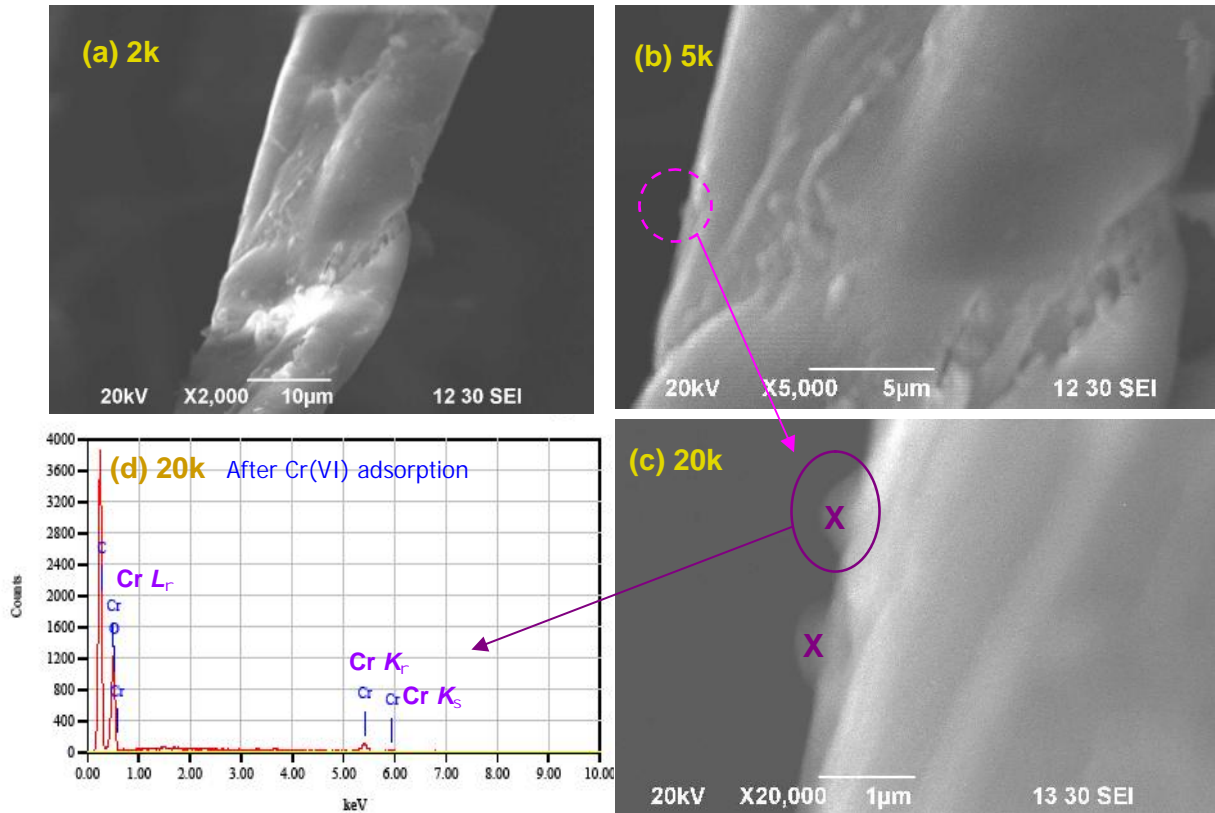 (a) 2k
20kV X2,000 10µm 12 30 SEI
(b) 5k
20kV X5,000 5µm 12 30 SEI
(c) 20k
X
X
20kV X20,000 1µm 13 30 SEI
(d) 20k After Cr(VI) adsorption
Counts
4000
3600
3200
2800
2400
2000
1600
1200
800
400
0
C
Cr Lr
Cr
O
Cr
Cr Kr
Cr
Cr Ks
Cr
0.00 1.00 2.00 3.00 4.00 5.00 6.00 7.00 8.00 9.00 10.00
keV